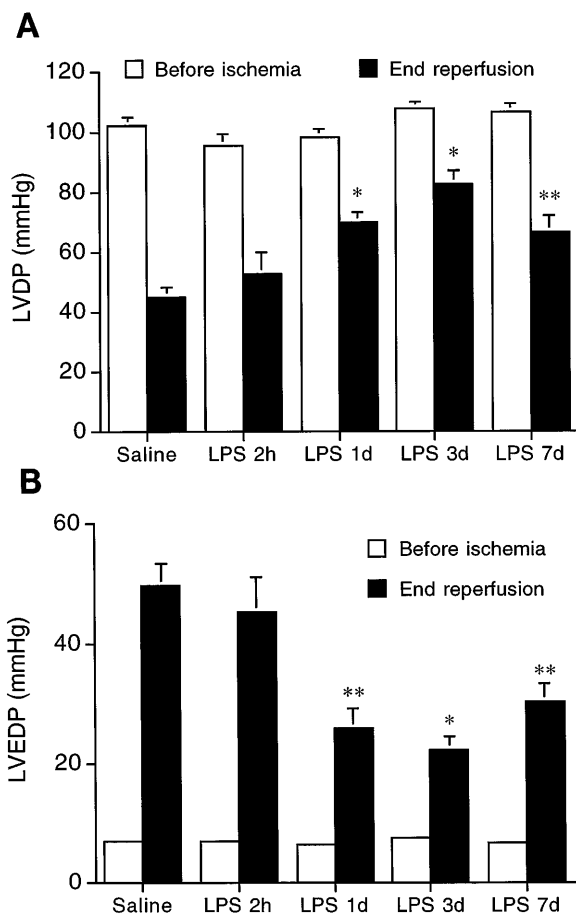 A
Before ischemia End reperfusion
LVDP (mmHg)
120
100
80
60
40
20
0
* * **
Saline LPS 2h LPS 1d LPS 3d LPS 7d
B
Before ischemia
End reperfusion
LVEDP (mmHg)
60
40
20
0
** * **
Saline LPS 2h LPS 1d LPS 3d LPS 7d